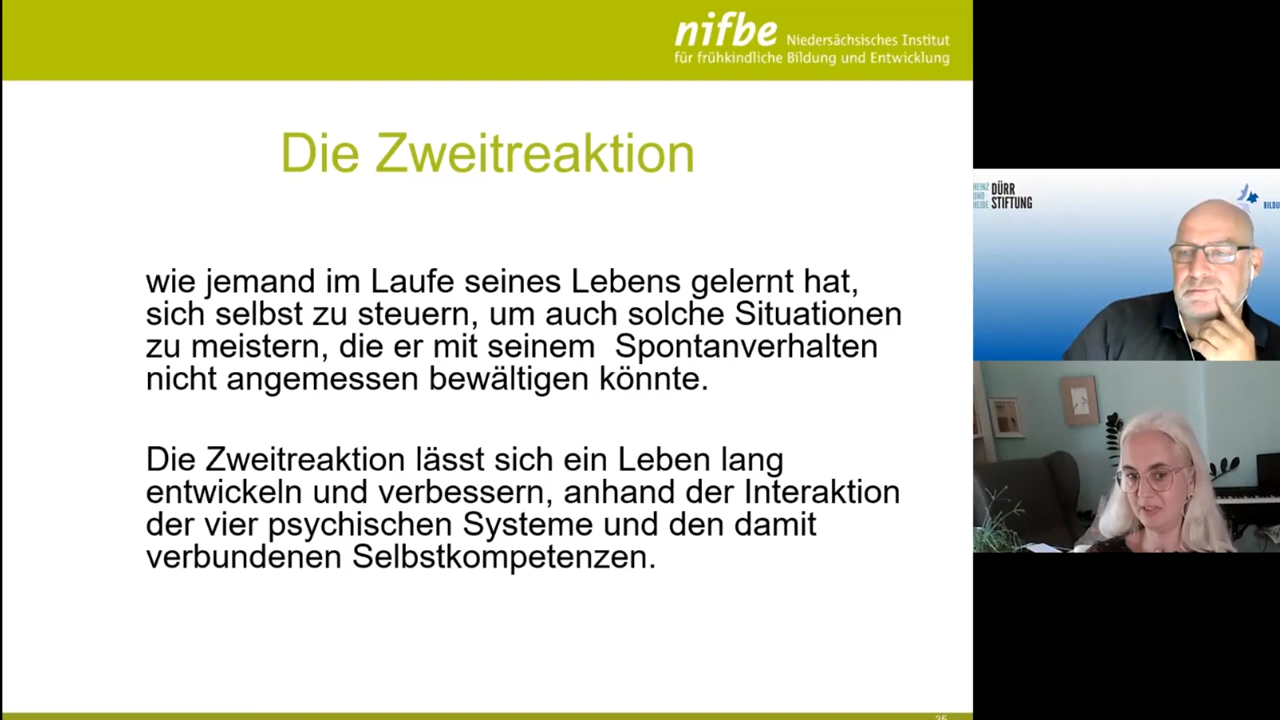 nifbe Niedersächsisches Institut
für frühkindliche Bildung und Entwicklung
Die Zweitreaktion
wie jemand im Laufe seines Lebens gelernt hat,
sich selbst zu steuern, um auch solche Situationen
zu meistern, die er mit seinem  Spontanverhalten
nicht angemessen bewältigen könnte.
Die Zweitreaktion lässt sich ein Leben lang
entwickeln und verbessern, anhand der Interaktion
der vier psychischen Systeme und den damit
verbundenen Selbstkompetenzen.
HEINZ
UND
HEIDE
DÜRR
STIFTUNG